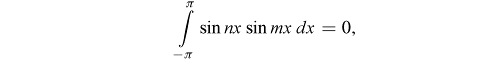 ∫_{-π}^{π} sin nx sin mx dx = 0,